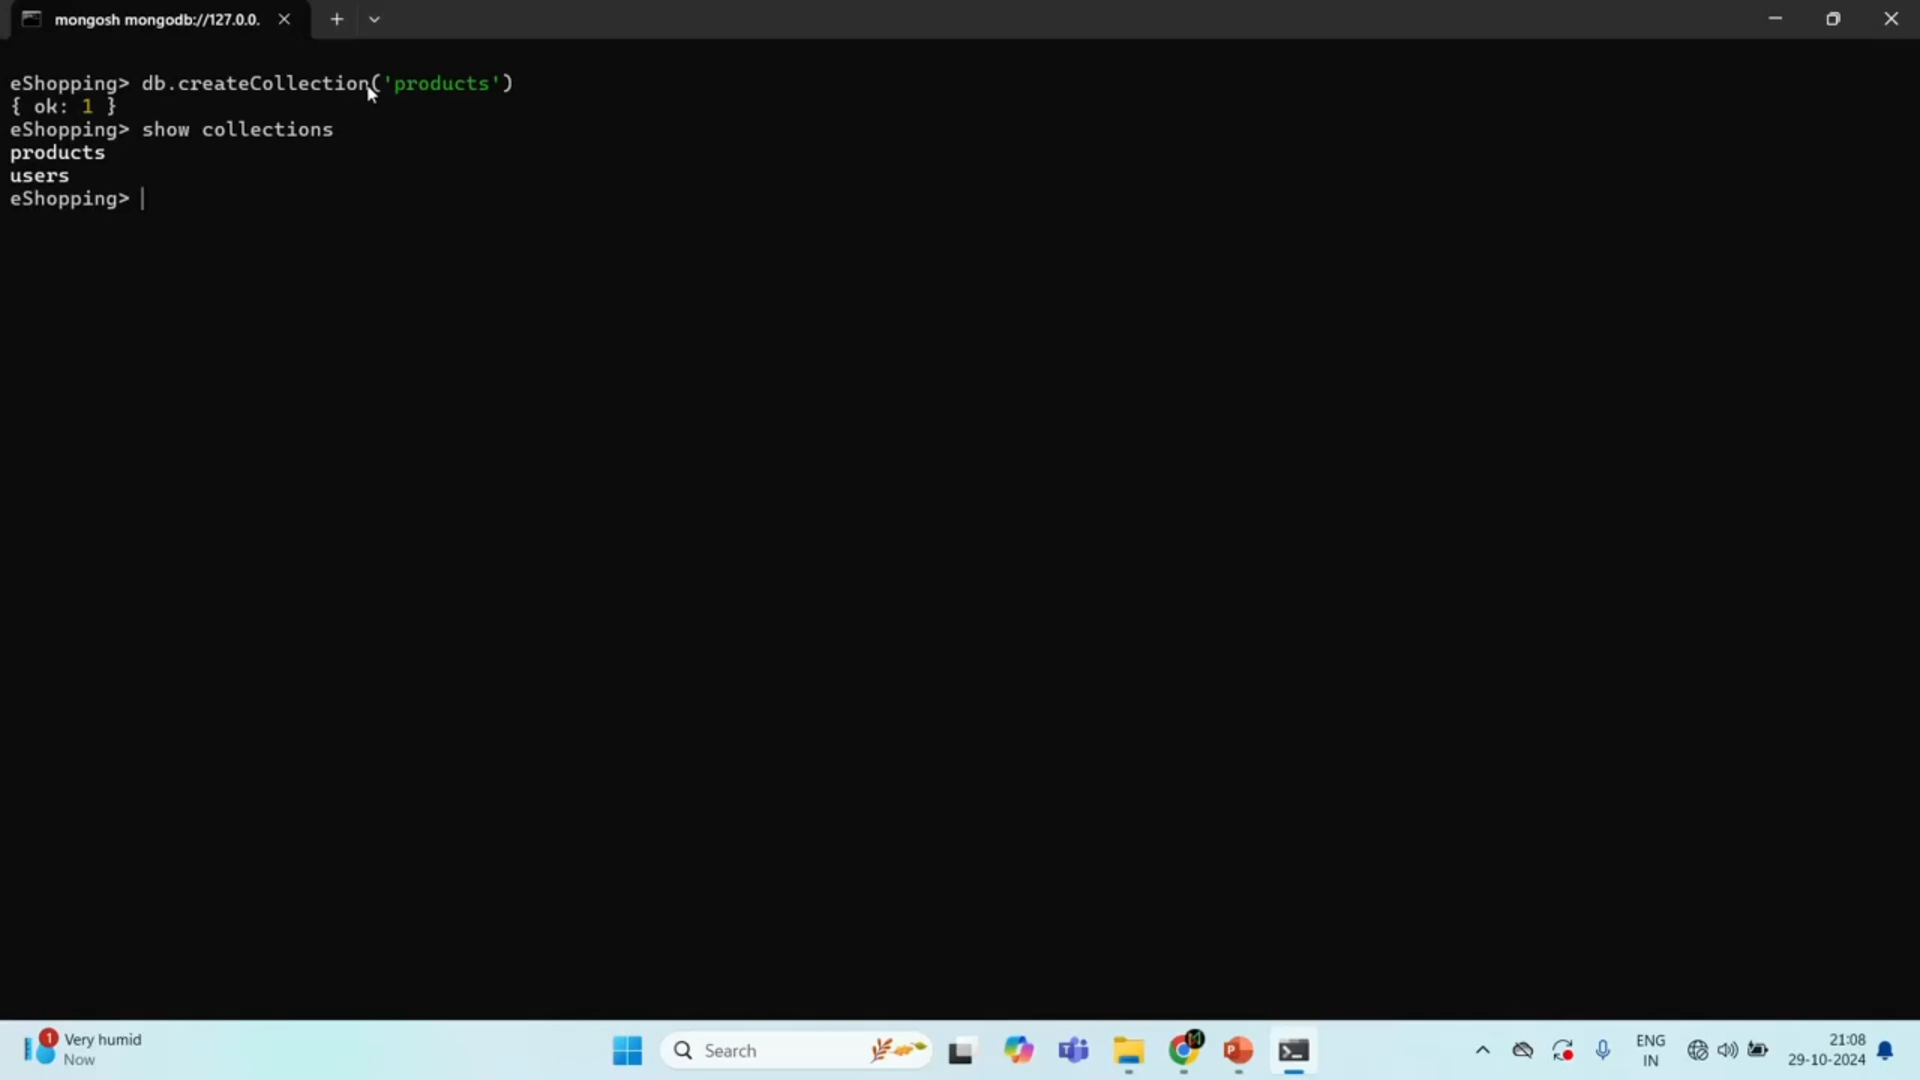 mongosh mongodb://127.0.0.
eShopping> db.createCollection('products')
{ ok: 1 }
eShopping> show collections
products
users
eShopping>
1
Very humid
Now
Search
ENG
IN
21:08
29-10-2024